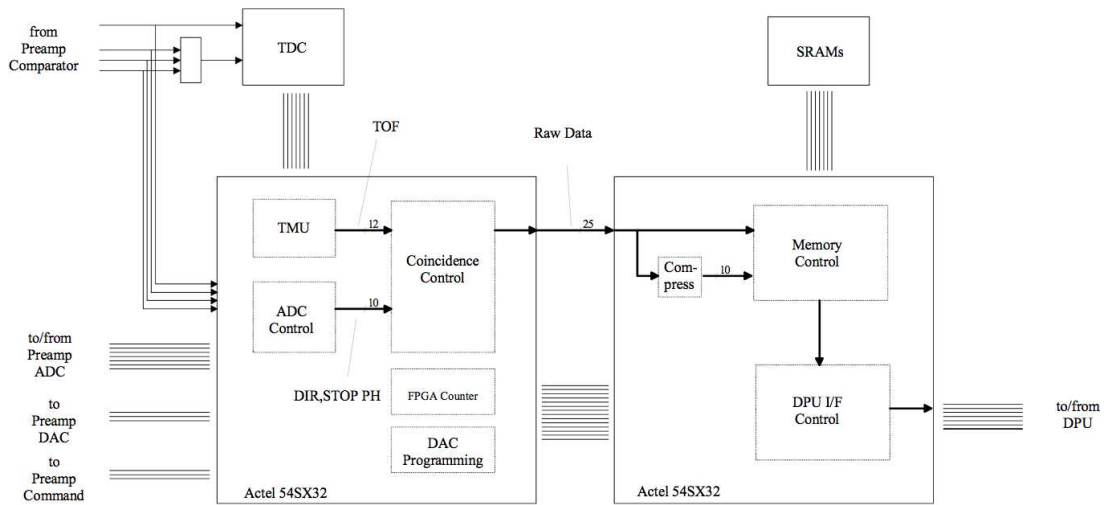 from
Preamp
Comparator
TDC
SRAMs
TOF
Raw Data
TMU
12
Coincidence
Control
25
Memory
Control
Com-
press
10
ADC
Control
10
to/from
Preamp
ADC
DIR,STOP PH
FPGA Counter
DPU I/F
Control
to/from
DPU
to
Preamp
DAC
DAC
Programming
to
Preamp
Command
Actel 54SX32
Actel 54SX32